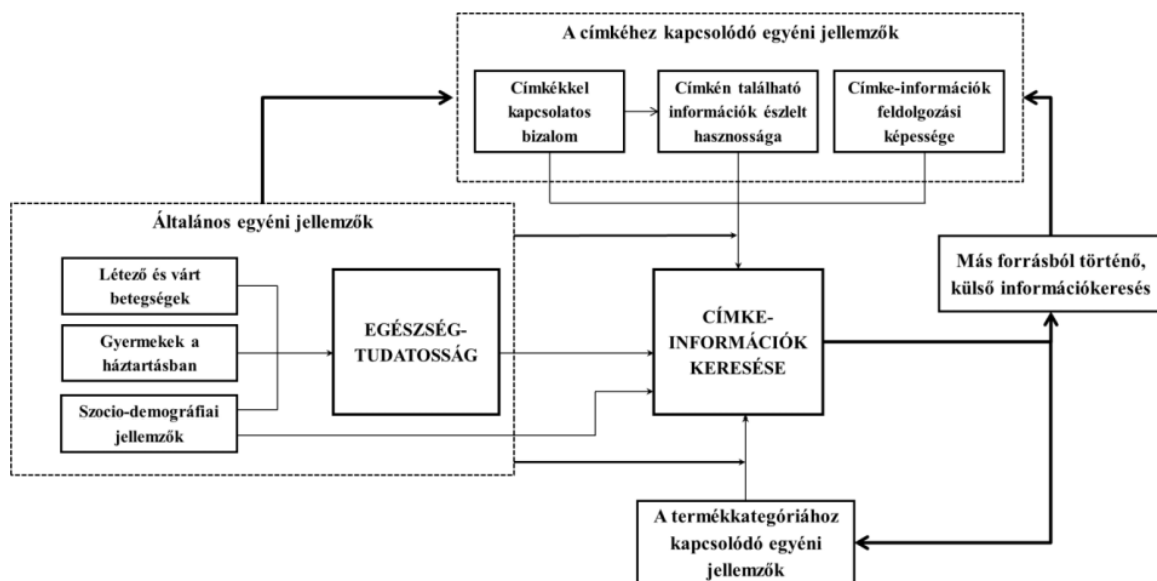 A címkéhez kapcsolódó egyéni jellemzők
Címkékkel
kapcsolatos
bizalom
Címkén található
információk észlelt
hasznossága
Címke-információk
feldolgozási
képessége
Általános egyéni jellemzők
Létező és várt
betegségek
Gyermekek a
háztartásban
Szocio-demográfiai
jellemzők
EGÉSZSÉG-
TUDATOSSÁG
CÍMKE-
INFORMÁCIÓK
KERESÉSE
Más forrásból történő,
külső információkeresés
A termékkategóriához
kapcsolódó egyéni
jellemzők